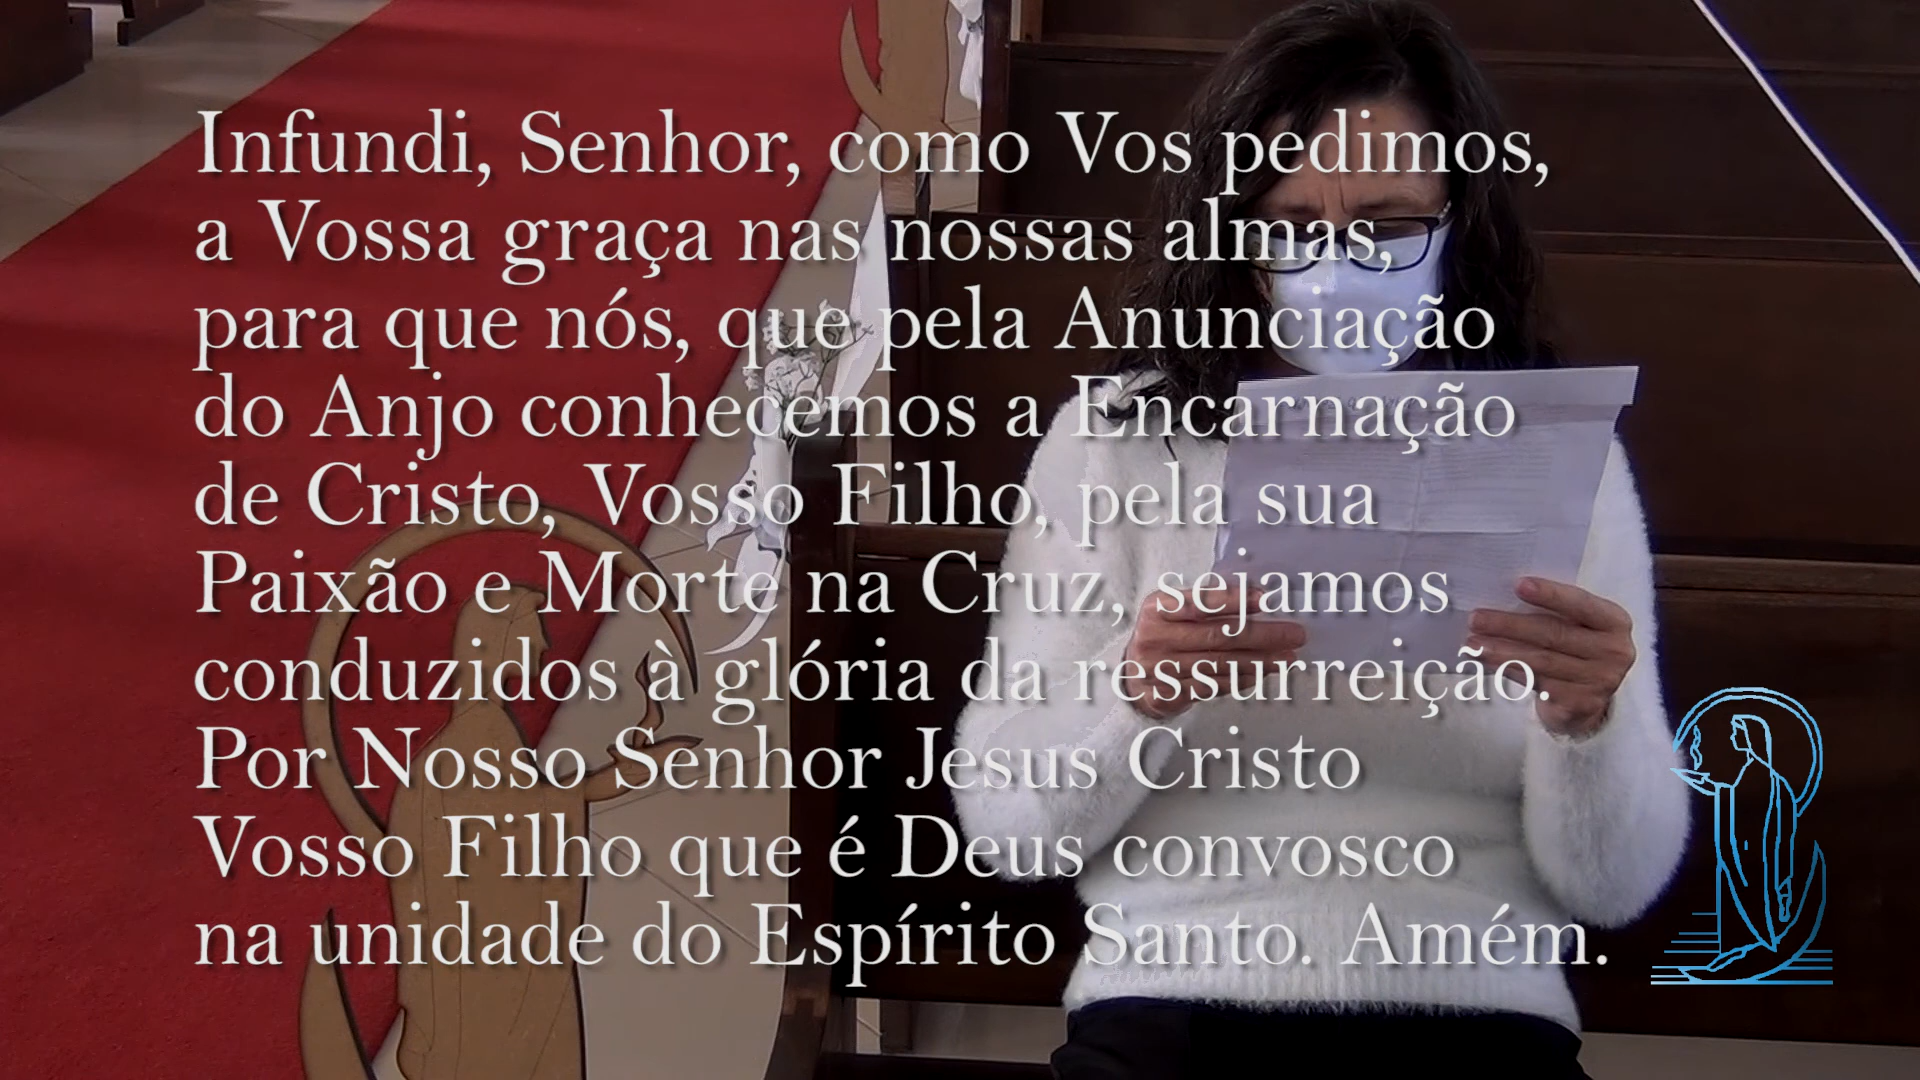 Infundi, Senhor, como Vos pedimos,
a Vossa graça nas nossas almas,
para que nós, que pela Anunciação
do Anjo conhecemos a Encarnação
de Cristo, Vosso Filho, pela sua
Paixão e Morte na Cruz, sejamos
conduzidos à glória da ressurreição.
Por Nosso Senhor Jesus Cristo
Vosso Filho que é Deus convosco
na unidade do Espírito Santo. Amém.